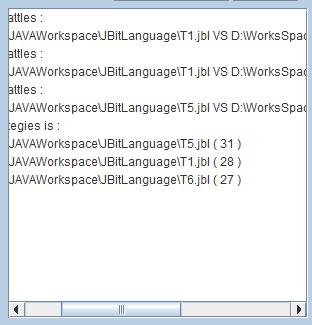 attles :
JAVAWorkspace\JBitLanguage\T1.jbl VS D:\WorksSpac
attles :
JAVAWorkspace\JBitLanguage\T1.jbl VS D:\WorksSpac
attles :
JAVAWorkspace\JBitLanguage\T5.jbl VS D:\WorksSpac
tegies is :
JAVAWorkspace\JBitLanguage\T5.jbl ( 31 )
JAVAWorkspace\JBitLanguage\T1.jbl ( 28 )
JAVAWorkspace\JBitLanguage\T6.jbl ( 27 )